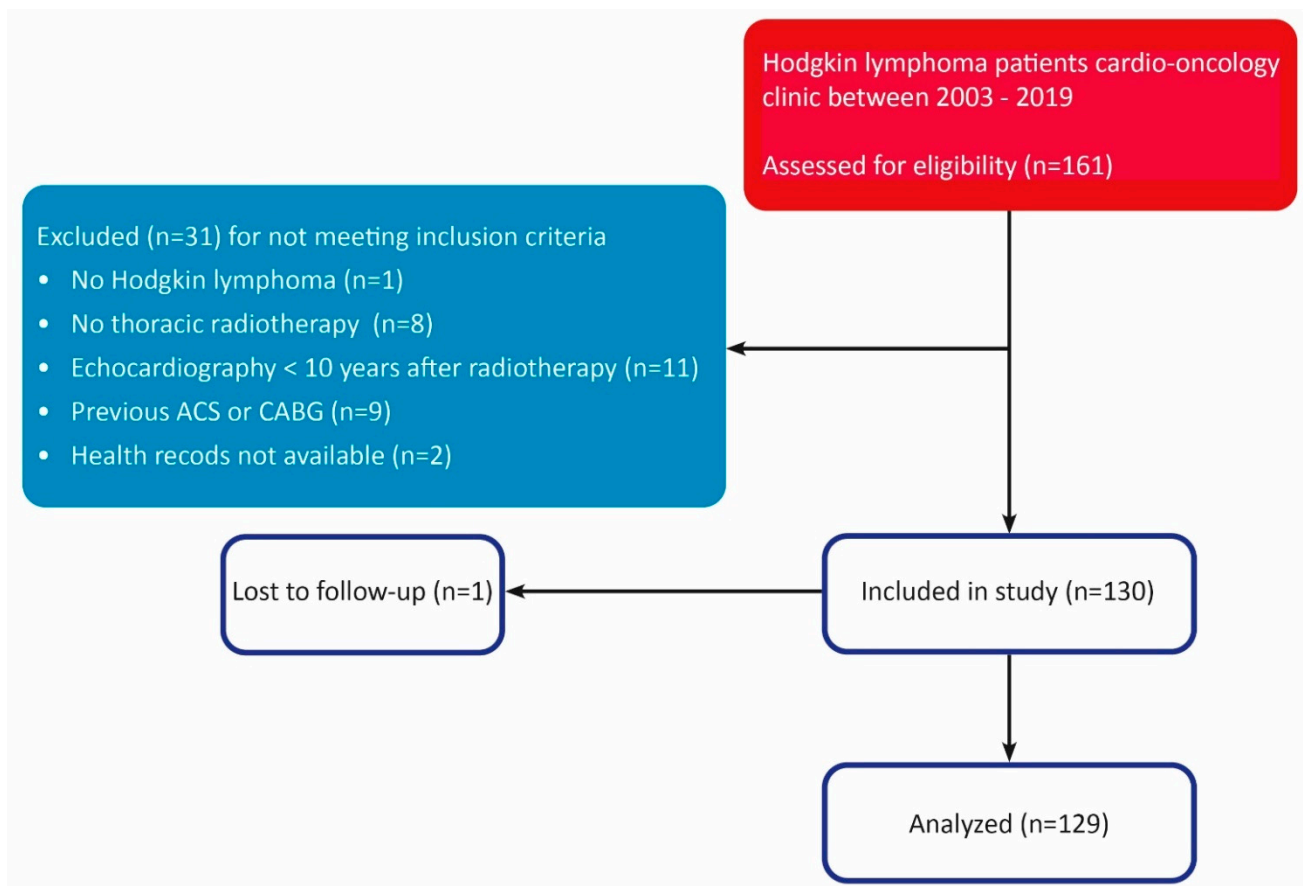 Hodgkin lymphoma patients cardio-oncology
clinic between 2003 - 2019
Assessed for eligibility (n=161)
Excluded (n=31) for not meeting inclusion criteria
• No Hodgkin lymphoma (n=1)
• No thoracic radiotherapy (n=8)
• Echocardiography < 10 years after radiotherapy (n=11)
• Previous ACS or CABG (n=9)
• Health recods not available (n=2)
Lost to follow-up (n=1)
Included in study (n=130)
Analyzed (n=129)